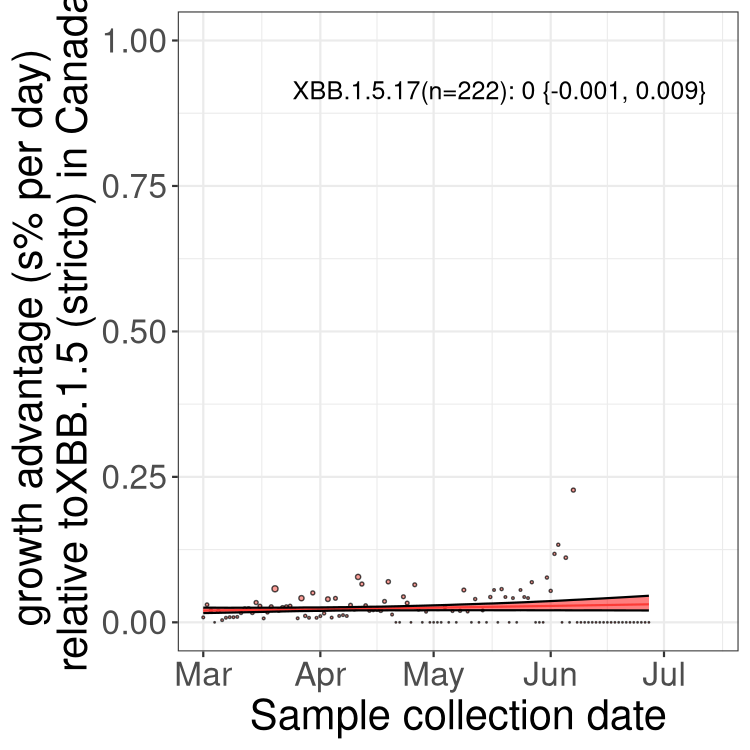 growth advantage (s% per day)
relative toXBB.1.5 (stricto) in Canada
1.00
0.75
0.50
0.25
0.00
XBB.1.5.17(n=222): 0 {-0.001, 0.009}
Mar Apr May Jun Jul
Sample collection date